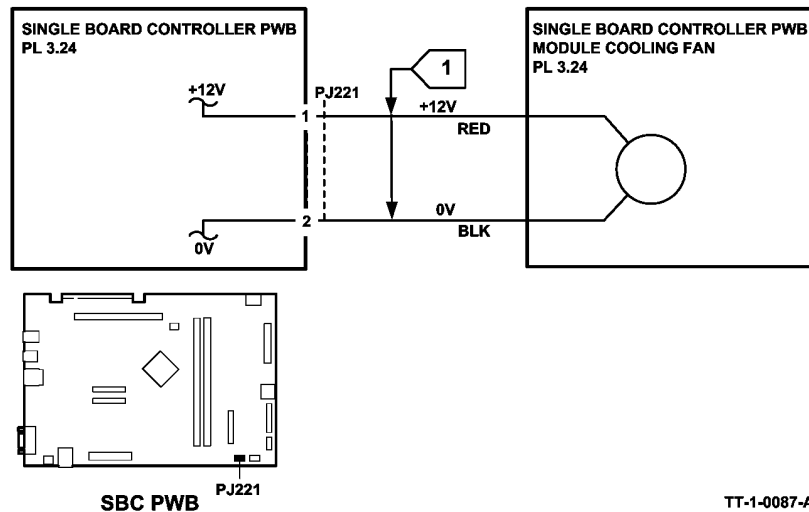 SINGLE BOARD CONTROLLER PWB
PL 3.24
SINGLE BOARD CONTROLLER PWB
MODULE COOLING FAN
PL 3.24
1
+12V
PJ221
1
+12V
RED
2
0V
BLK
0V
PJ221
SBC PWB
TT-1-0087-A